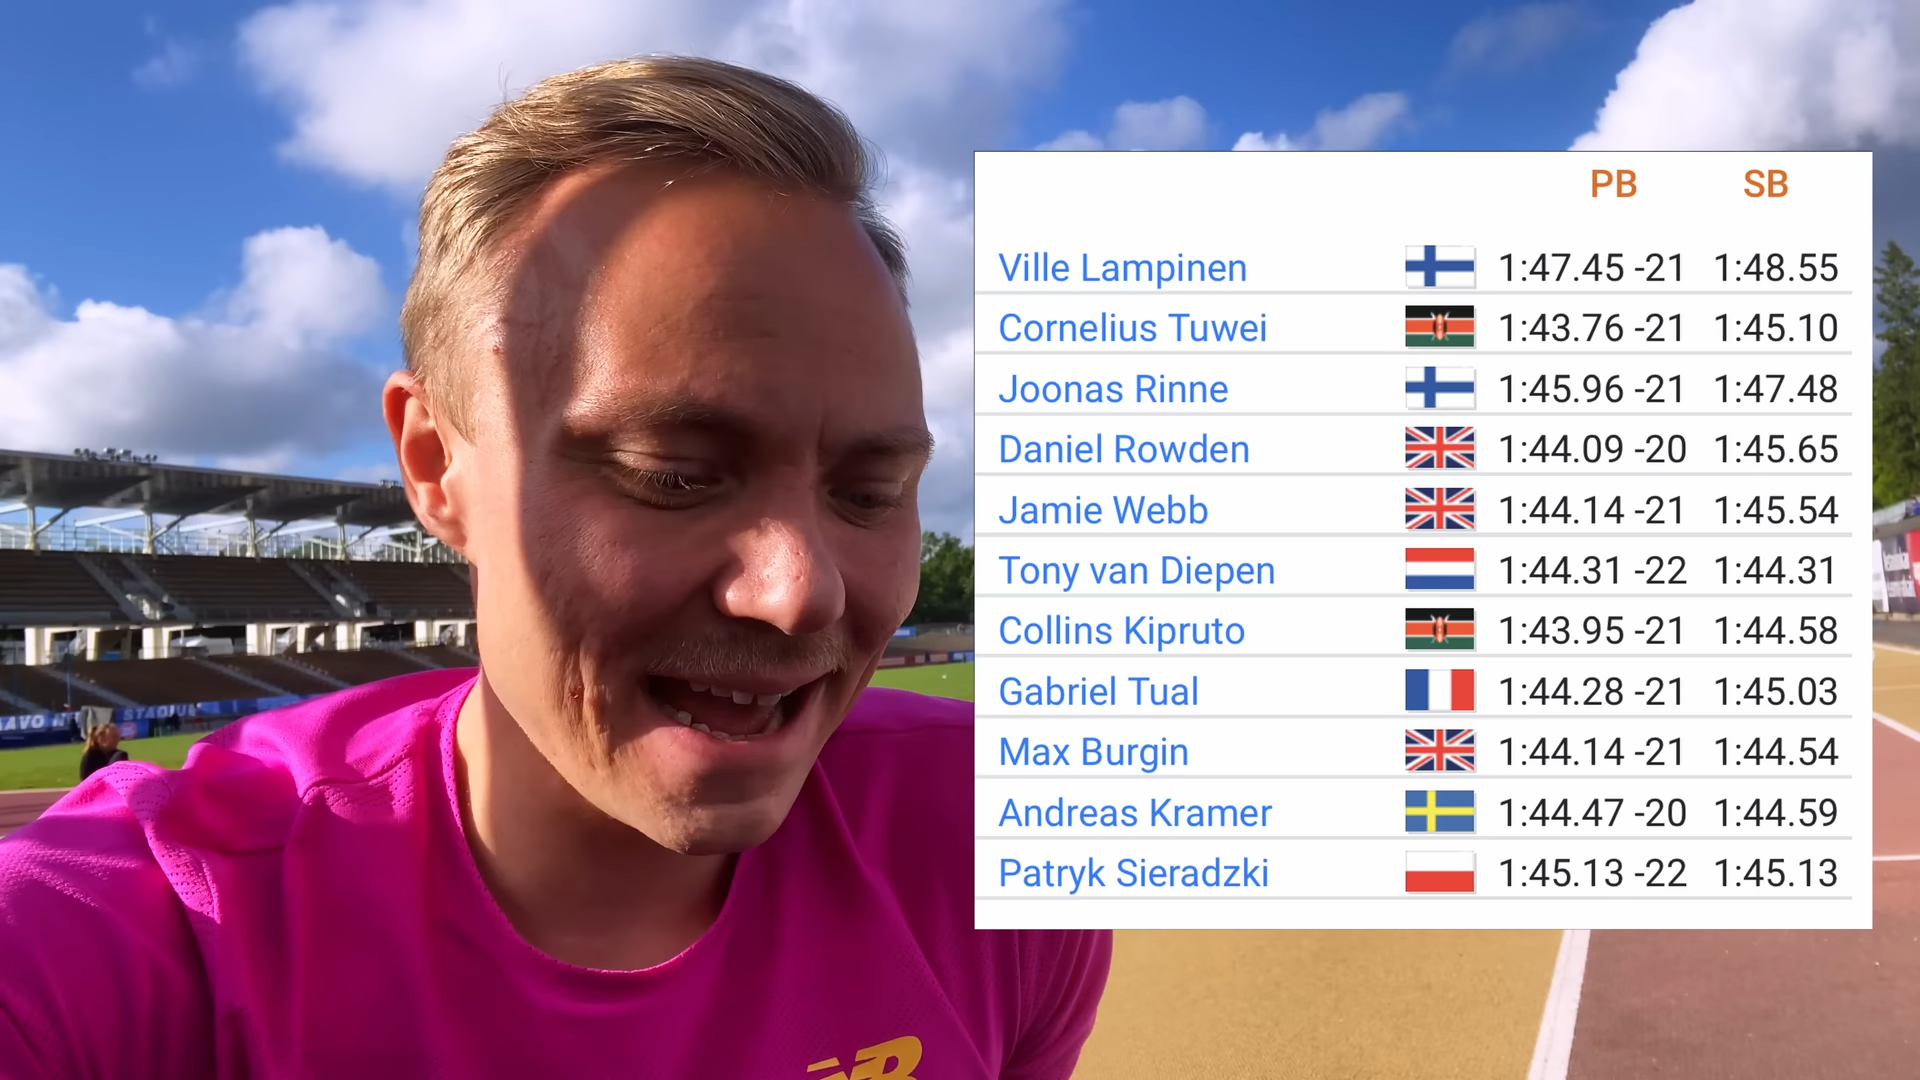 PB SB
Ville Lampinen 1:47.45 -21 1:48.55
Cornelius Tuwei 1:43.76 -21 1:45.10
Joonas Rinne 1:45.96 -21 1:47.48
Daniel Rowden 1:44.09 -20 1:45.65
Jamie Webb 1:44.14 -21 1:45.54
Tony van Diepen 1:44.31 -22 1:44.31
Collins Kipruto 1:43.95 -21 1:44.58
Gabriel Tual 1:44.28 -21 1:45.03
Max Burgin 1:44.14 -21 1:44.54
Andreas Kramer 1:44.47 -20 1:44.59
Patryk Sieradzki 1:45.13 -22 1:45.13
STADIUM
NB